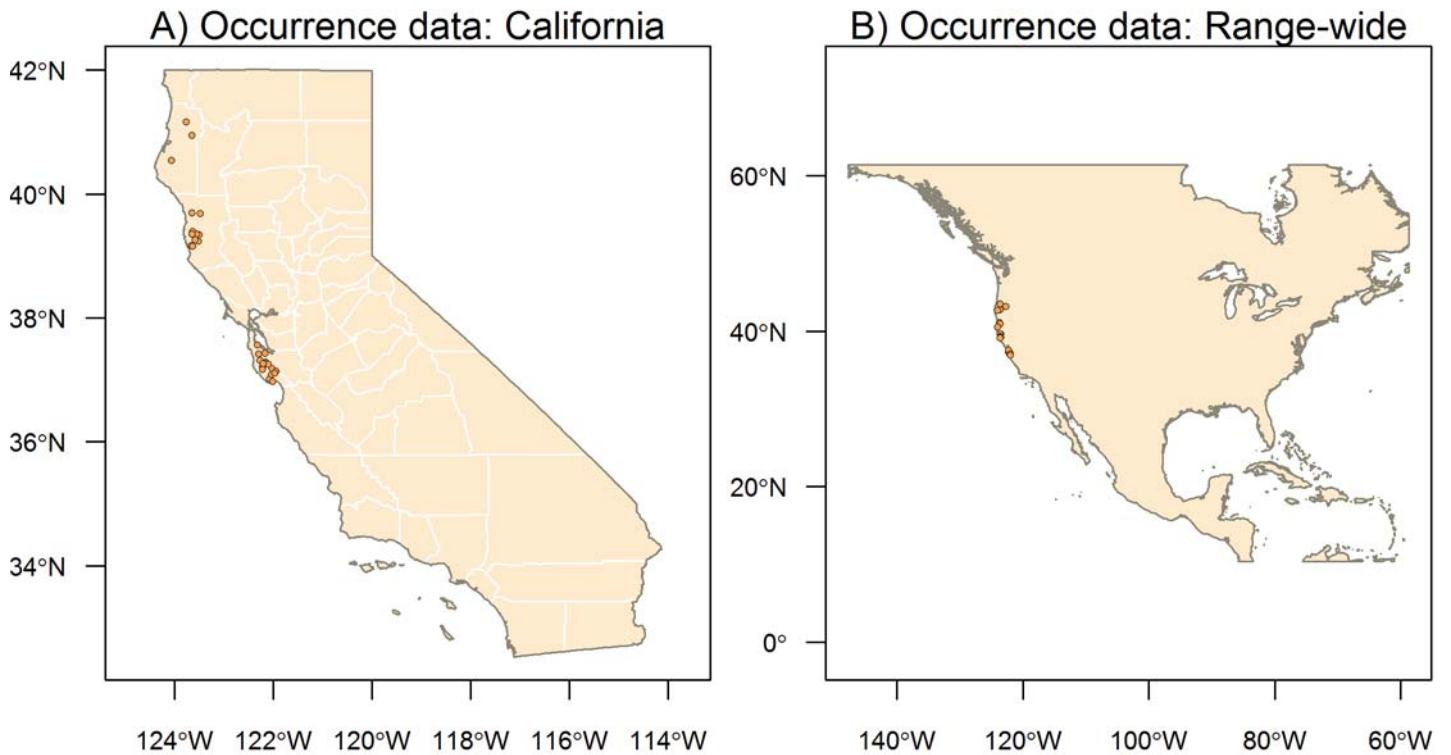 A) Occurrence data: California
42°N
40°N
38°N
36°N
34°N
124°W 122°W 120°W 118°W 116°W 114°W
B) Occurrence data: Range-wide
60°N
40°N
20°N
0°
140°W 120°W 100°W 80°W 60°W